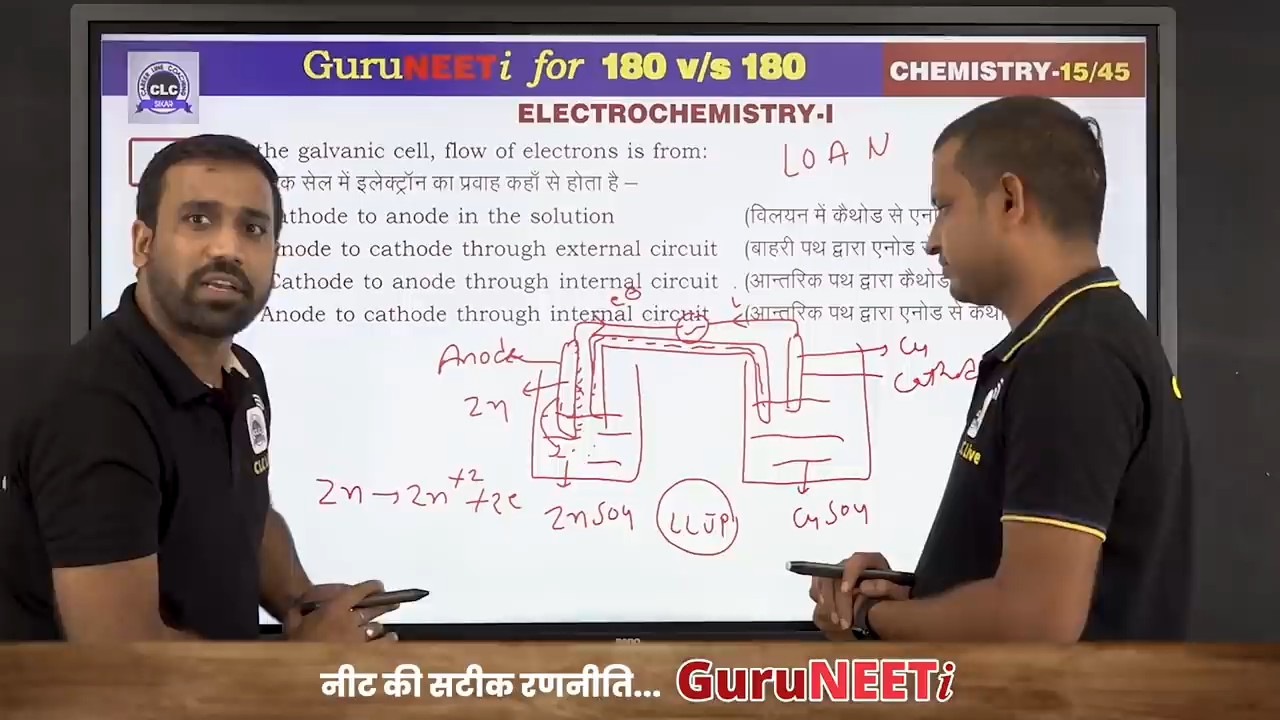 GuruNEETi for 180 v/s 180
CHEMISTRY-15/45
CLC
SIKAR
ELECTROCHEMISTRY-I
the galvanic cell, flow of electrons is from:
LOAN
सेल में इलेक्ट्रॉन का प्रवाह कहाँ से होता है –
athode to anode in the solution (विलयन में कैथोड से
node to cathode through external circuit (बाहरी पथ द्वारा एनोड
Cathode to anode through internal circuit (आन्तरिक पथ द्वारा कैथोड
Anode to cathode through internal circuit (आन्तरिक पथ द्वारा एनोड से
e⊖
Anode
Cu
Zn
Zn → Zn+2 +2e
ZnSO4
LLJP
CuSO4
नीट की सटीक रणनीति... GuruNEETi